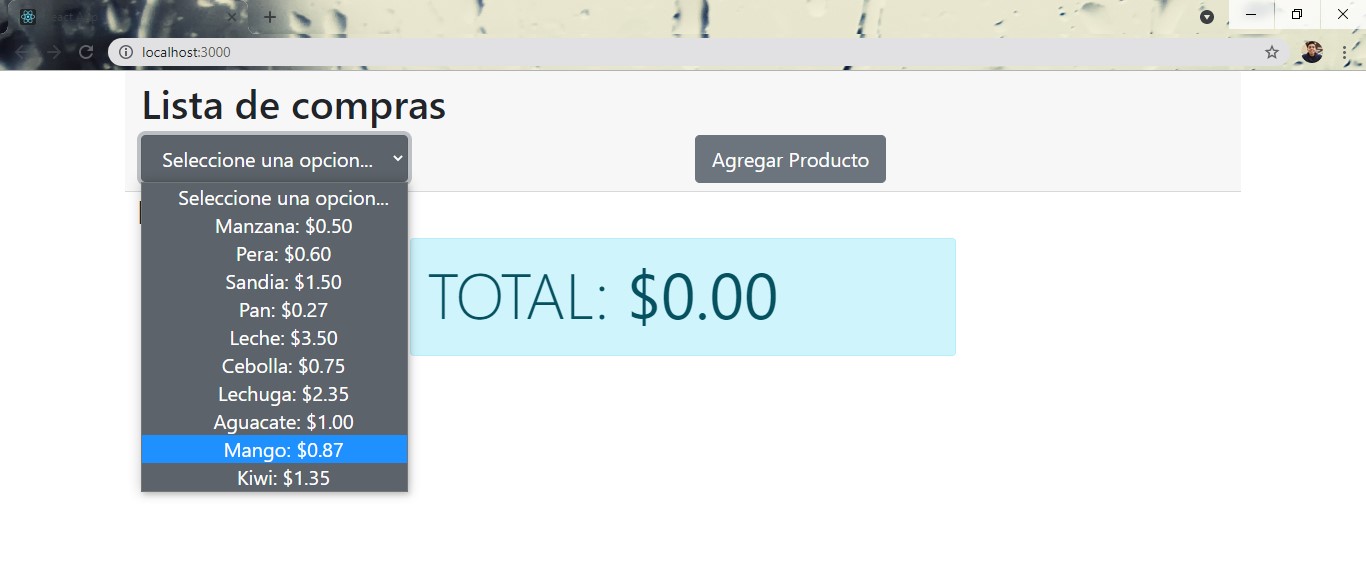 localhost:3000
Lista de compras
Seleccione una opcion...
Agregar Producto
Seleccione una opcion...
Manzana: $0.50
Pera: $0.60
Sandia: $1.50
Pan: $0.27
Leche: $3.50
Cebolla: $0.75
Lechuga: $2.35
Aguacate: $1.00
Mango: $0.87
Kiwi: $1.35
TOTAL: $0.00